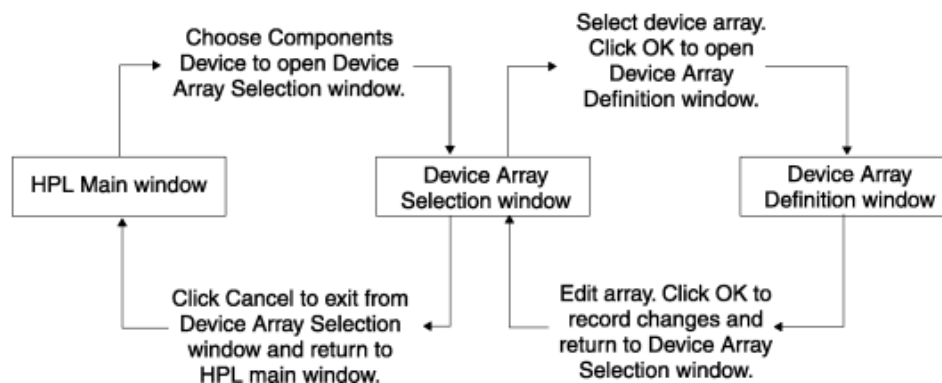 Choose Components
Device to open Device
Array Selection window.
Select device array.
Click OK to open
Device Array
Definition window.
HPL Main window
Device Array
Selection window
Device Array
Definition window
Click Cancel to exit from
Device Array Selection
window and return to
HPL main window.
Edit array. Click OK to
record changes and
return to Device Array
Selection window.